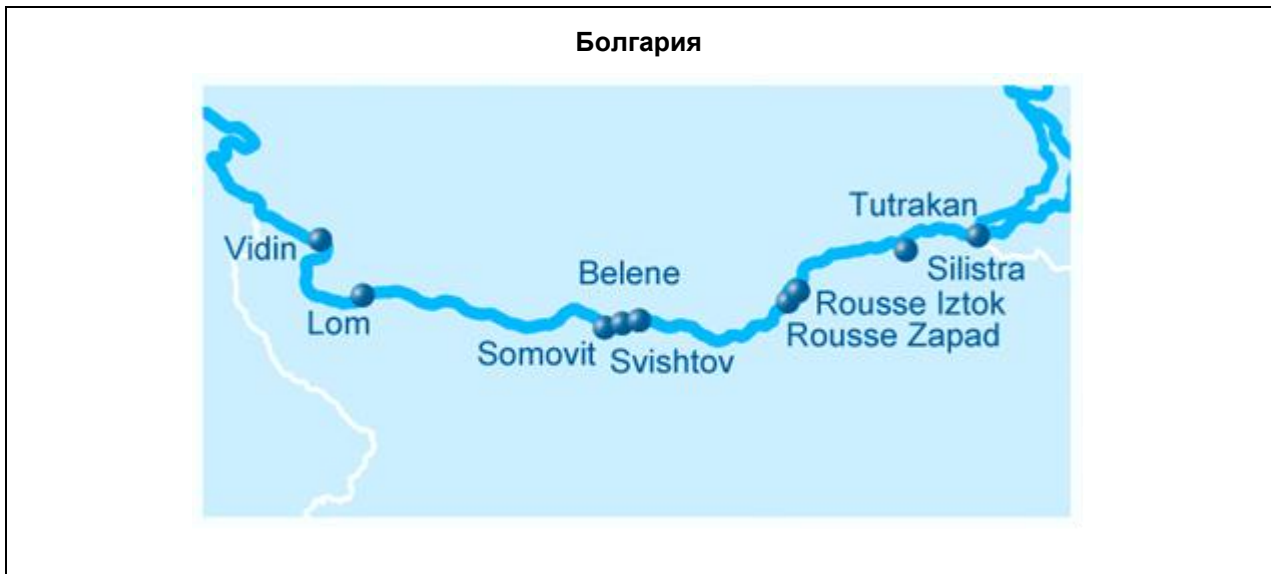 Болгария
Tutrakan
Vidin
Silistra
Belene
Rousse Iztok
Lom
Rousse Zapad
Somovit
Svishtov